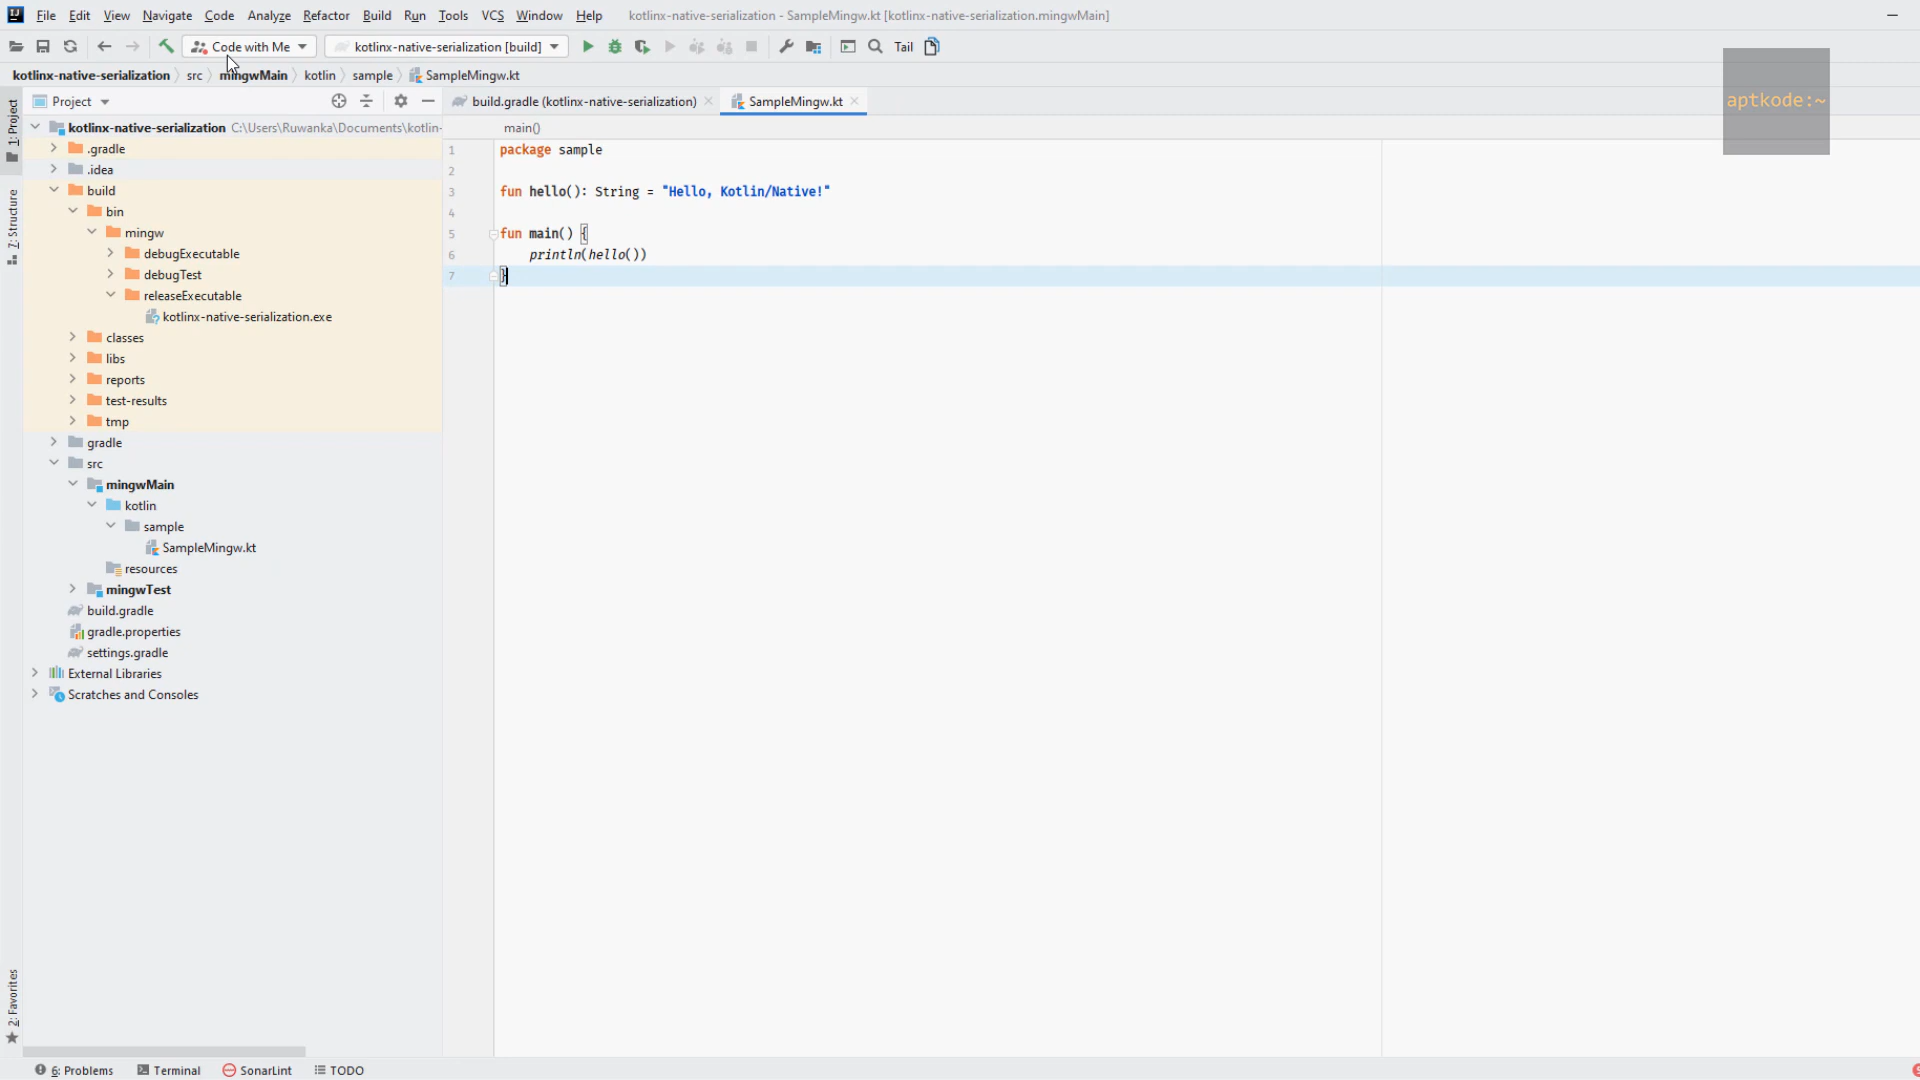 File Edit View Navigate Code Analyze Refactor Build Run Tools VCS Window Help kotlinx-native-serialization - SampleMingw.kt [kotlinx-native-serialization.mingwMain]
Code with Me kotlinx-native-serialization [build] Tail
kotlinx-native-serialization src mingwMain kotlin sample SampleMingw.kt
aptkode:~
Project build.gradle (kotlinx-native-serialization) SampleMingw.kt
1: Project
7: Structure
2: Favorites
kotlinx-native-serialization C:\Users\Ruwanka\Documents\kotlin-
.gradle
.idea
build
bin
mingw
debugExecutable
debugTest
releaseExecutable
kotlinx-native-serialization.exe
classes
libs
reports
test-results
tmp
gradle
src
mingwMain
kotlin
sample
SampleMingw.kt
resources
mingwTest
build.gradle
gradle.properties
settings.gradle
External Libraries
Scratches and Consoles
main()
1 package sample
2
3 fun hello(): String = "Hello, Kotlin/Native!"
4
5 fun main() {
6 println(hello())
7 }
6: Problems Terminal SonarLint TODO